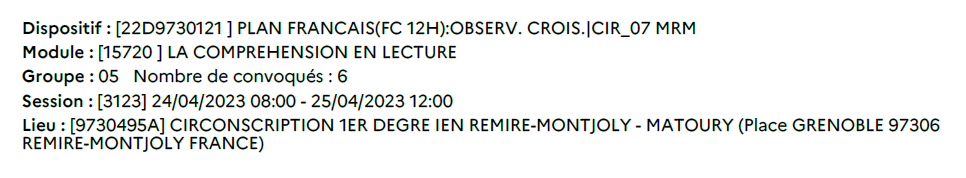 Dispositif : [22D9730121 ] PLAN FRANCAIS(FC 12H):OBSERV. CROIS.|CIR_07 MRM
Module : [15720 ] LA COMPREHENSION EN LECTURE
Groupe : 05 Nombre de convoqués : 6
Session : [3123] 24/04/2023 08:00 - 25/04/2023 12:00
Lieu : [9730495A] CIRCONSCRIPTION 1ER DEGRE IEN REMIRE-MONTJOLY - MATOURY (Place GRENOBLE 97306
REMIRE-MONTJOLY FRANCE)